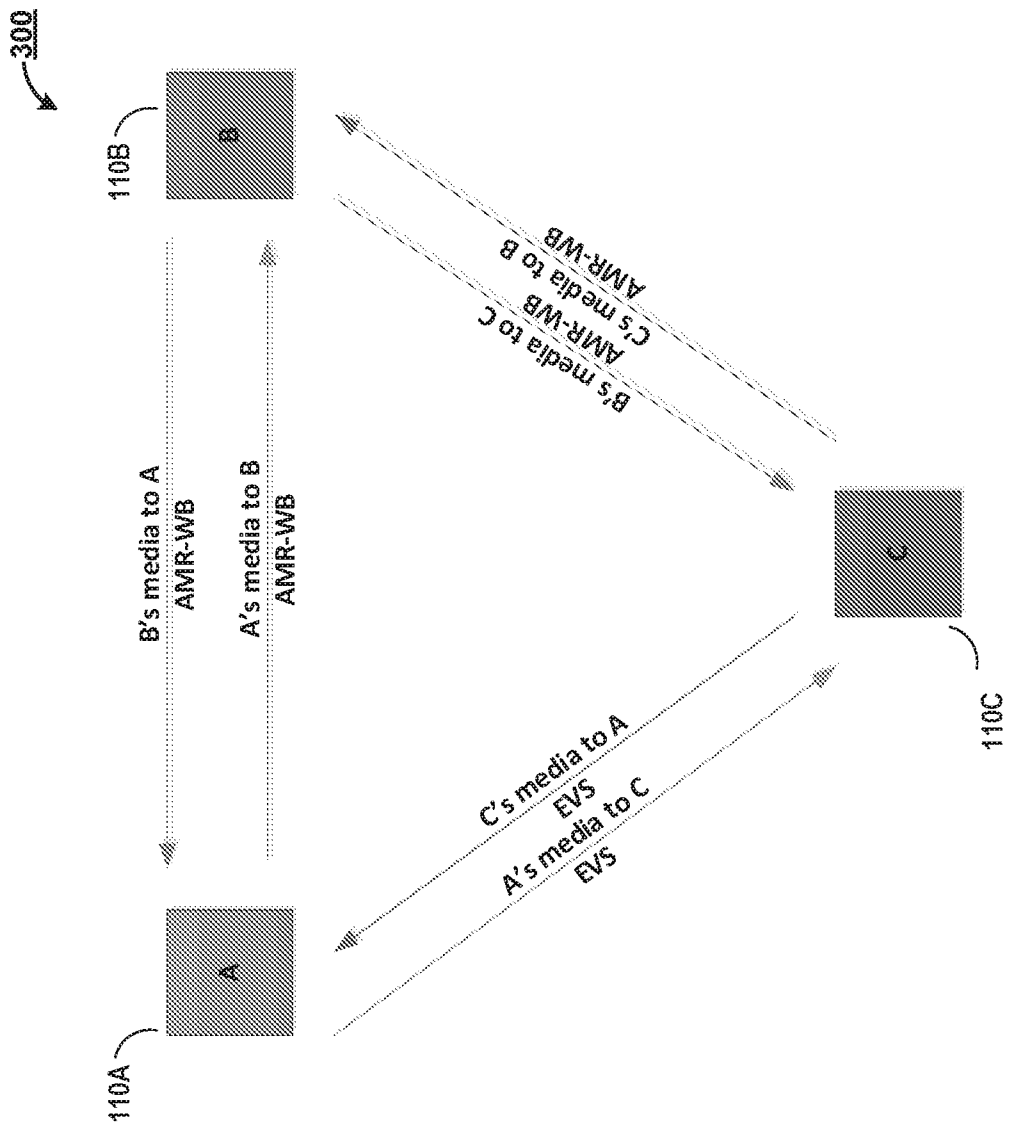 300
110A
A
110B
B
B's media to A
AMR-WB
A's media to B
AMR-WB
C's media to A
EVS
A's media to C
EVS
C's media to B
AMR-WB
B's media to C
AMR-WB
C
110C